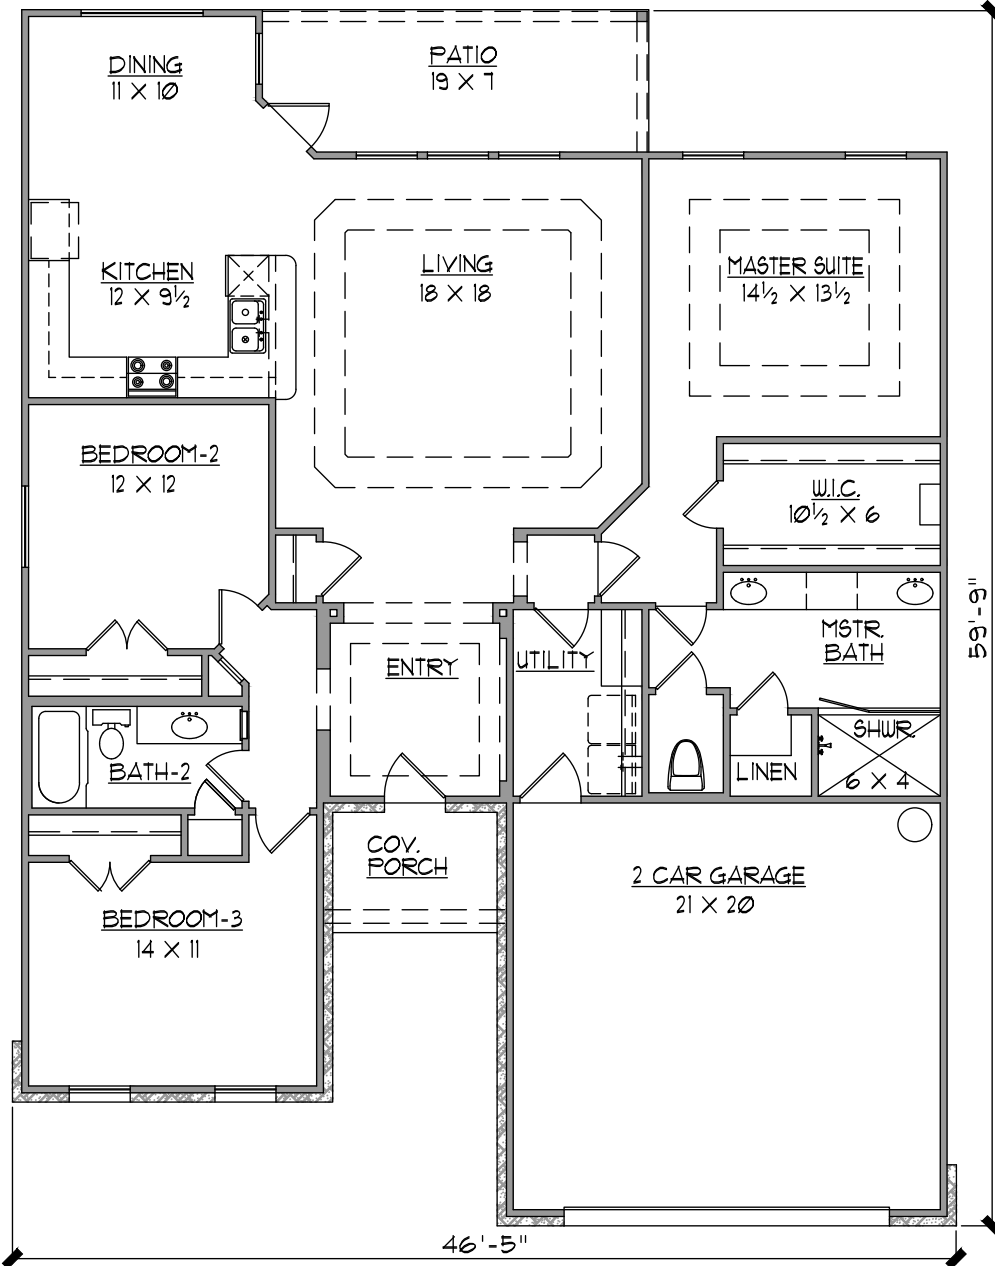 DINING
11 X 10
PATIO
19 X 7
KITCHEN
12 X 9½
LIVING
18 X 18
MASTER SUITE
14½ X 13½
BEDROOM-2
12 X 12
W.I.C.
10½ X 6
59'-9"
MSTR.
BATH
ENTRY
UTILITY
SHWR.
6 X 4
BATH-2
LINEN
COV.
PORCH
2 CAR GARAGE
21 X 20
BEDROOM-3
14 X 11
46'-5"